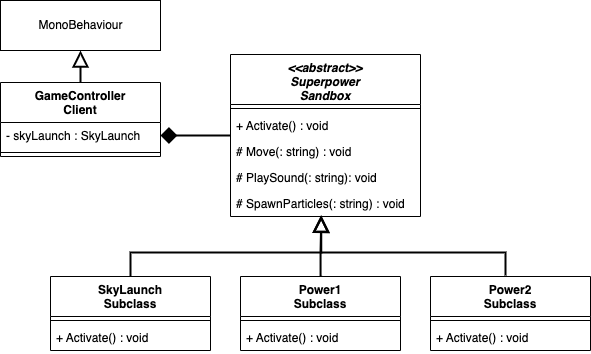 MonoBehaviour
GameController
Client
- skyLaunch : SkyLaunch
<<abstract>>
Superpower
Sandbox
+ Activate() : void
# Move(: string) : void
# PlaySound(: string): void
# SpawnParticles(: string) : void
SkyLaunch
Subclass
+ Activate() : void
Power1
Subclass
+ Activate() : void
Power2
Subclass
+ Activate() : void